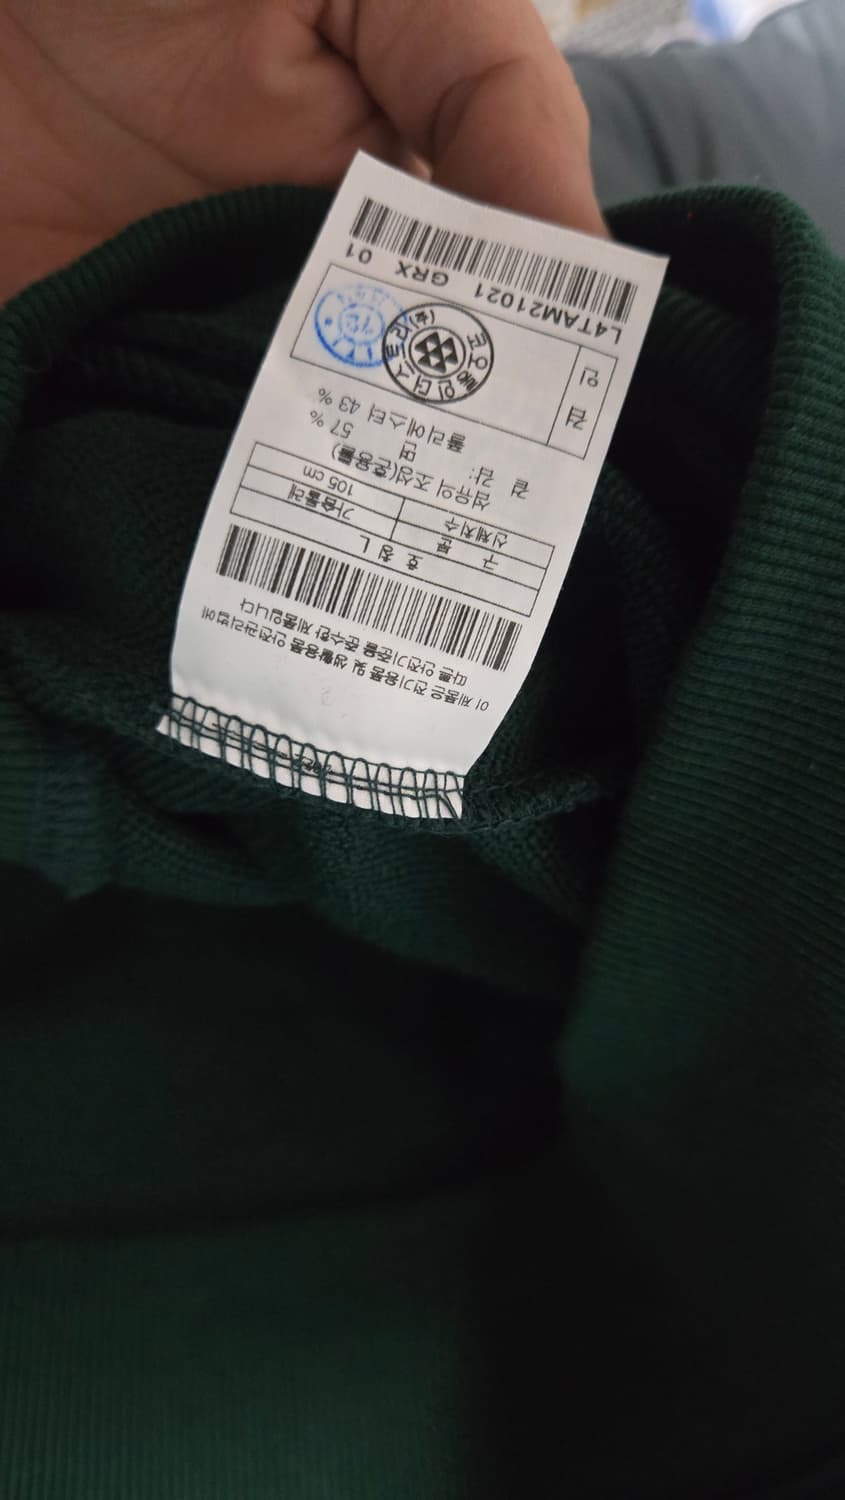 이 제품은 전기용품 및 생활용품 안전관리법에
따른 안전기준을 준수한 제품입니다
구 분 호 칭 L
신체치수 가슴둘레 105 cm
섬유의 조성(혼용률)
겉 감: 면 57 %
폴리에스터 43 %
검 인
L4TAM21021 GRX 01